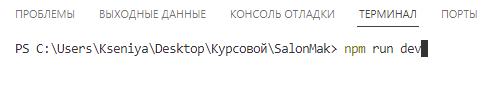 ПРОБЛЕМЫ ВЫХОДНЫЕ ДАННЫЕ КОНСОЛЬ ОТЛАДКИ ТЕРМИНАЛ ПОРТЫ
PS C:\Users\Kseniya\Desktop\Курсовой\SalonMak> npm run dev